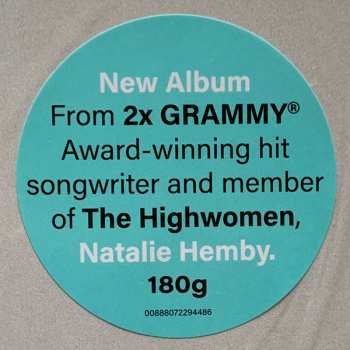 New Album
From 2x GRAMMY®
Award-winning hit
songwriter and member
of The Highwomen,
Natalie Hemby.
180g
00888072294486